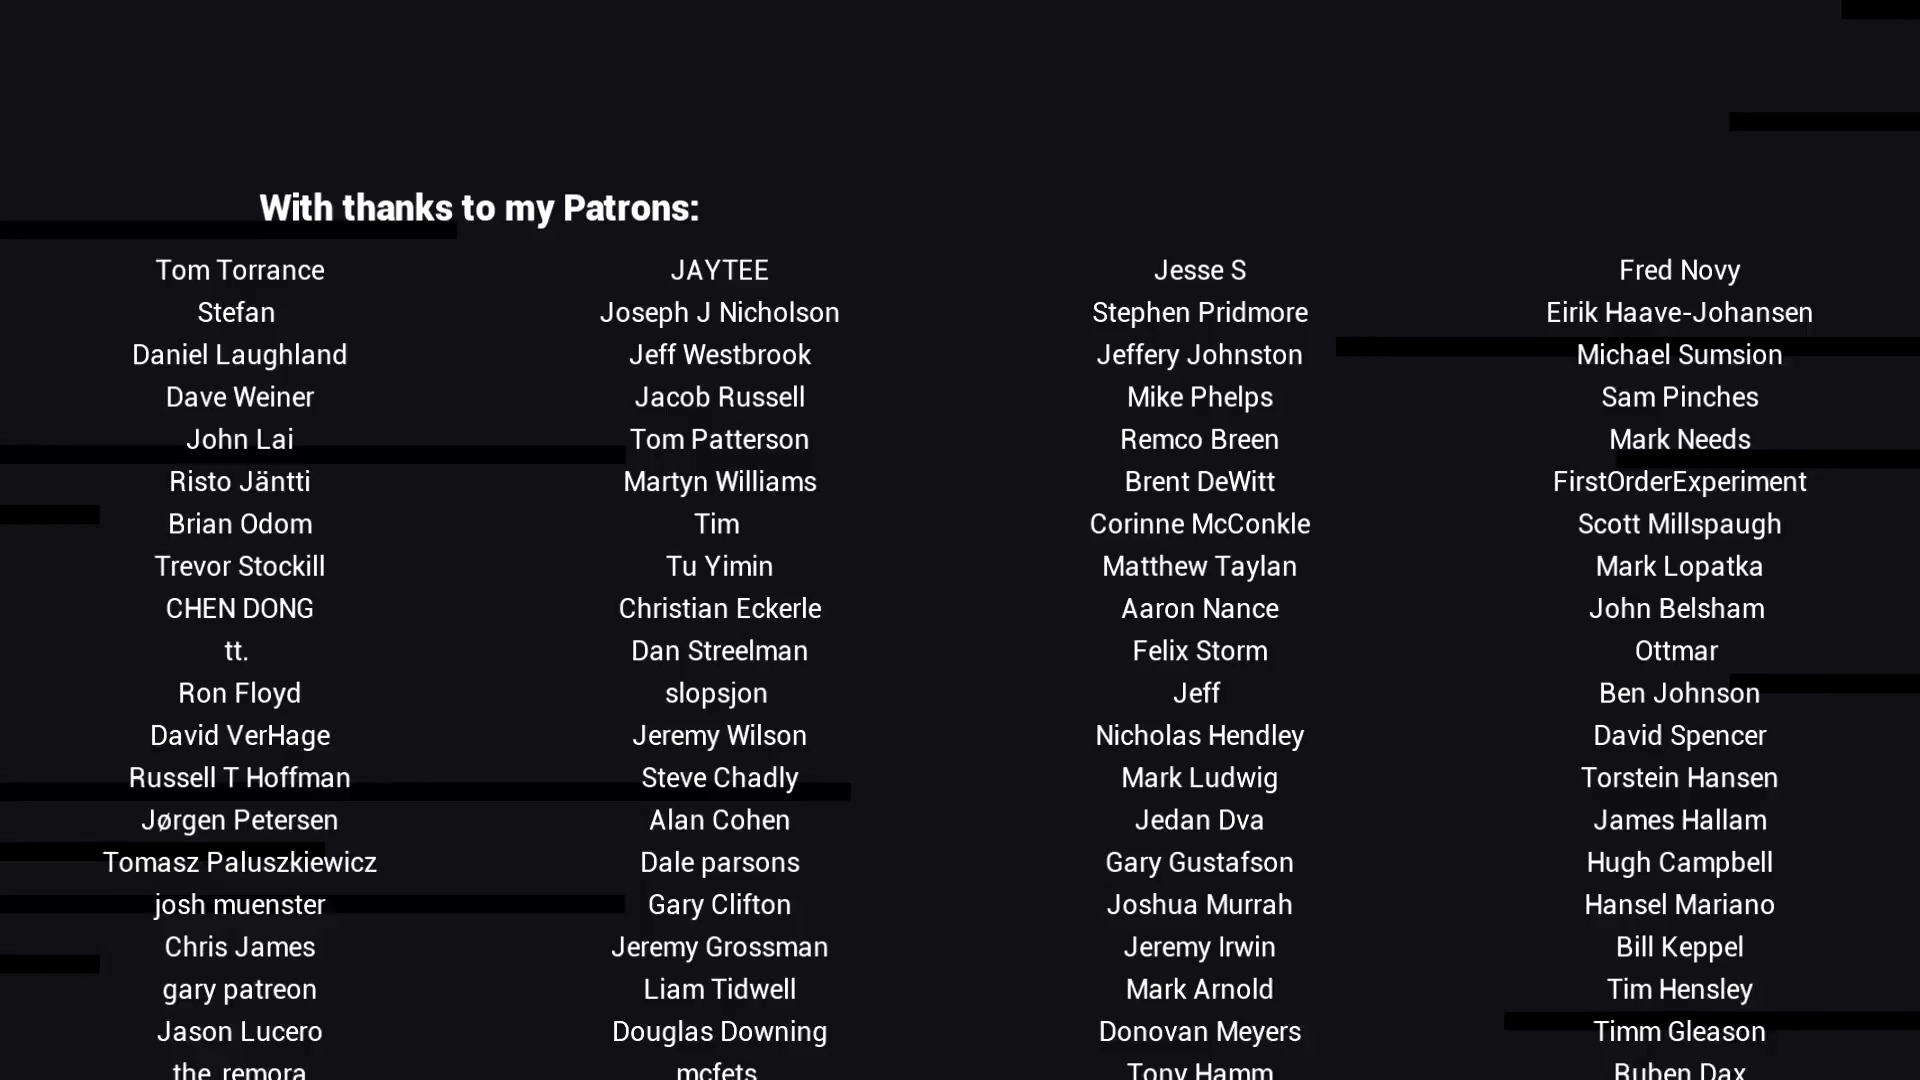 With thanks to my Patrons:
Tom Torrance JAYTEE Jesse S Fred Novy
Stefan Joseph J Nicholson Stephen Pridmore Eirik Haave-Johansen
Daniel Laughland Jeff Westbrook Jeffery Johnston Michael Sumsion
Dave Weiner Jacob Russell Mike Phelps Sam Pinches
John Lai Tom Patterson Remco Breen Mark Needs
Risto Jäntti Martyn Williams Brent DeWitt FirstOrderExperiment
Brian Odom Tim Corinne McConkle Scott Millspaugh
Trevor Stockill Tu Yimin Matthew Taylan Mark Lopatka
CHEN DONG Christian Eckerle Aaron Nance John Belsham
tt. Dan Streelman Felix Storm Ottmar
Ron Floyd slopsjon Jeff Ben Johnson
David VerHage Jeremy Wilson Nicholas Hendley David Spencer
Russell T Hoffman Steve Chadly Mark Ludwig Torstein Hansen
Jørgen Petersen Alan Cohen Jedan Dva James Hallam
Tomasz Paluszkiewicz Dale parsons Gary Gustafson Hugh Campbell
josh muenster Gary Clifton Joshua Murrah Hansel Mariano
Chris James Jeremy Grossman Jeremy Irwin Bill Keppel
gary patreon Liam Tidwell Mark Arnold Tim Hensley
Jason Lucero Douglas Downing Donovan Meyers Timm Gleason
the remora mcfets Tony Hamm Ruben Dax